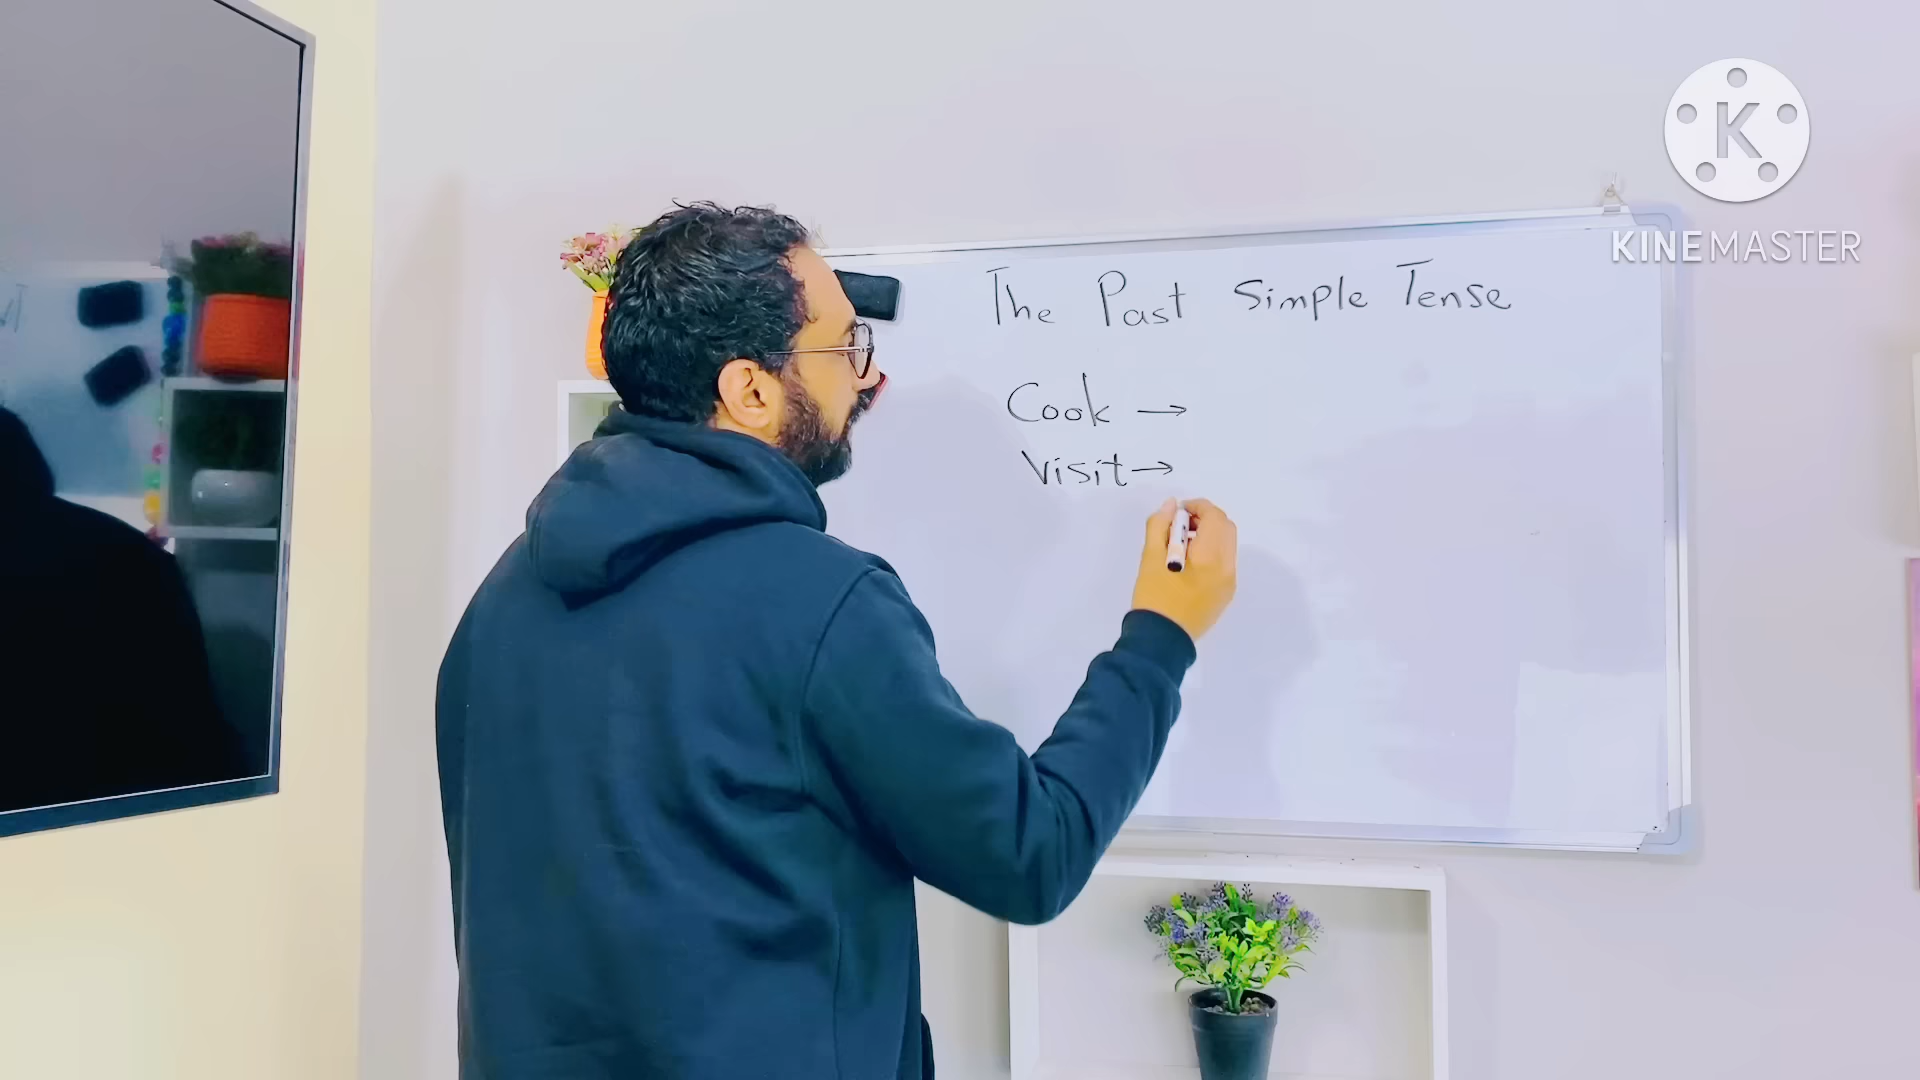 K
KINEMASTER
The Past Simple Tense
Cook →
Visit →